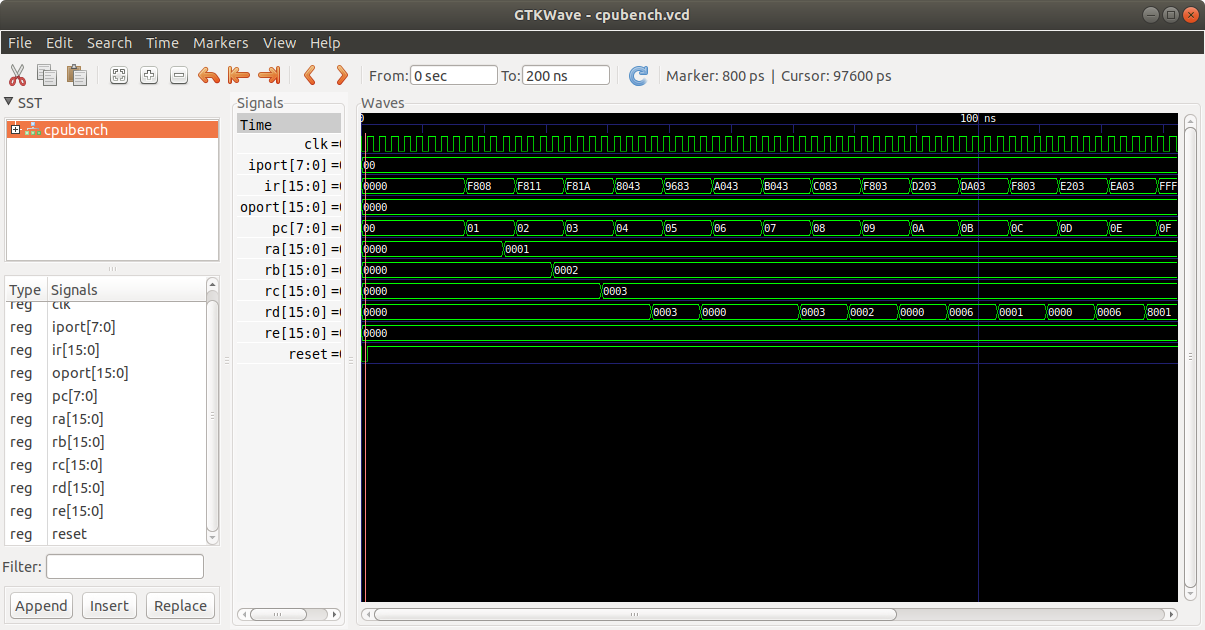 GTKWave - cpubench.vcd
File Edit Search Time Markers View Help
From: 0 sec To: 200 ns Marker: 800 ps | Cursor: 97600 ps
SST
cpubench
Type Signals
reg clk
reg iport[7:0]
reg ir[15:0]
reg oport[15:0]
reg pc[7:0]
reg ra[15:0]
reg rb[15:0]
reg rc[15:0]
reg rd[15:0]
reg re[15:0]
reg reset
Filter:
Append Insert Replace
Signals
Time
clk =
iport[7:0] =
ir[15:0] =
oport[15:0] =
pc[7:0] =
ra[15:0] =
rb[15:0] =
rc[15:0] =
rd[15:0] =
re[15:0] =
reset =
Waves
0 100 ns
00
0000 F808 F811 F81A 8043 9683 A043 B043 C083 F803 D203 DA03 F803 E203 EA03 FFF
0000
00 01 02 03 04 05 06 07 08 09 0A 0B 0C 0D 0E 0F
0000 0001
0000 0002
0000 0003
0000 0003 0000 0003 0002 0000 0006 0001 0000 0006 8001
0000